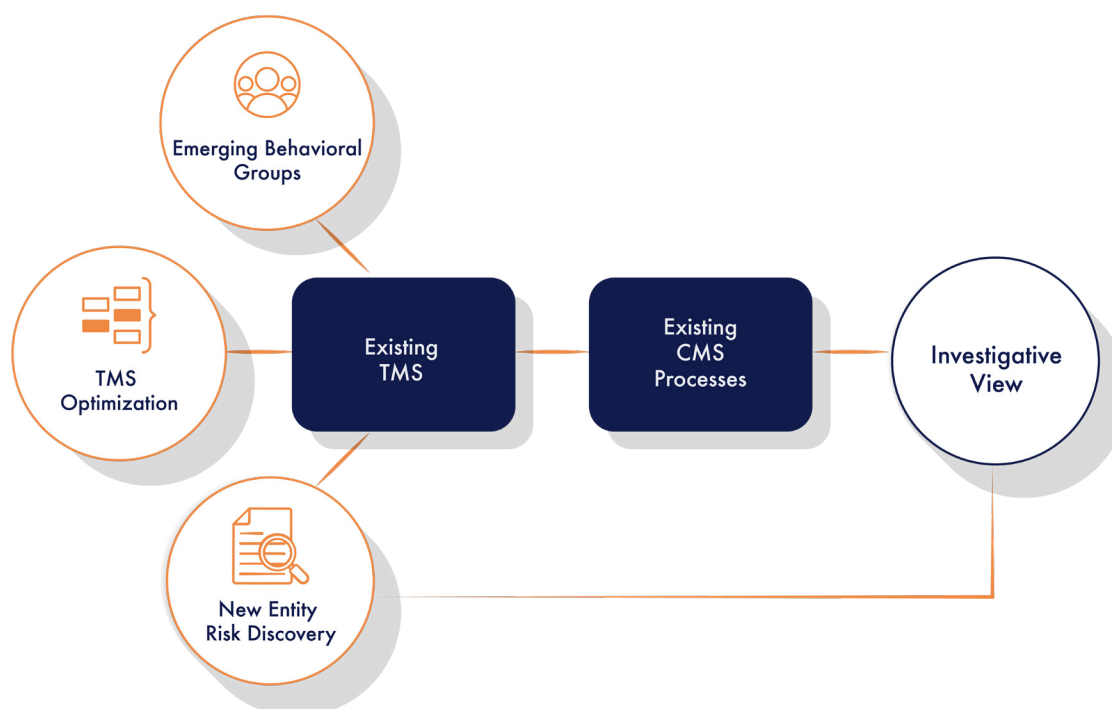 Emerging Behavioral
Groups
TMS
Optimization
Existing
TMS
Existing
CMS
Processes
Investigative
View
New Entity
Risk Discovery